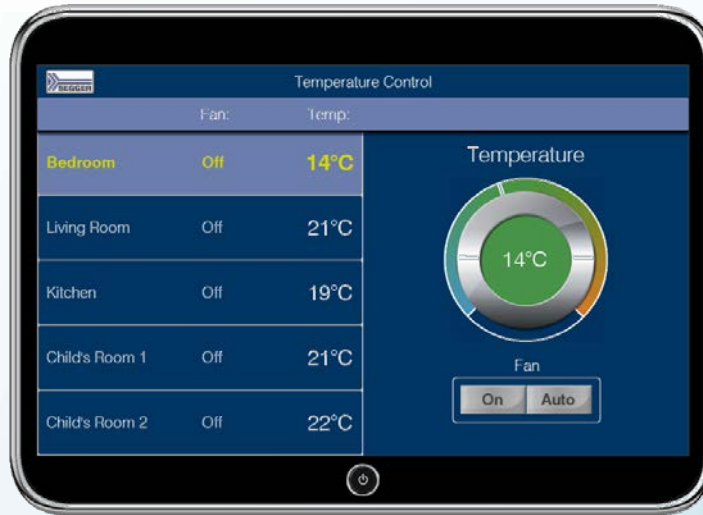 SEGGER
Temperature Control
Fan: Temp:
Bedroom Off 14°C
Living Room Off 21°C
Kitchen Off 19°C
Child's Room 1 Off 21°C
Child's Room 2 Off 22°C
Temperature
14°C
Fan
On Auto